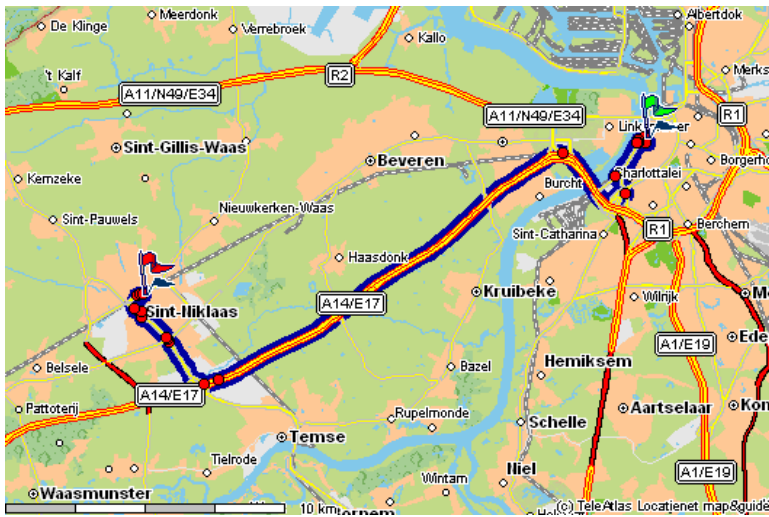 De Klinge
Meerdonk
Verrebroek
Kallo
Albertdok
't Kalf
R2
Merks
A11/N49/E34
A11/N49/E34
R1
Sint-Gillis-Waas
Beveren
Borgerho
Kemzeke
Charlottalei
Burcht
Sint-Pauwels
Nieuwkerken-Waas
Berchem
Sint-Catharina
R1
Haasdonk
Kruibeke
Wilrijk
Sint-Niklaas
A14/E17
A1/E19
Ede
Belsele
Bazel
Hemiksem
A14/E17
Pattoterij
Rupelmonde
Schelle
Aartselaar
Kon
Temse
Tielrode
Niel
A1/E19
Wintam
Waasmunster
10 km
(c) TeleAtlas Locatienet map&guide